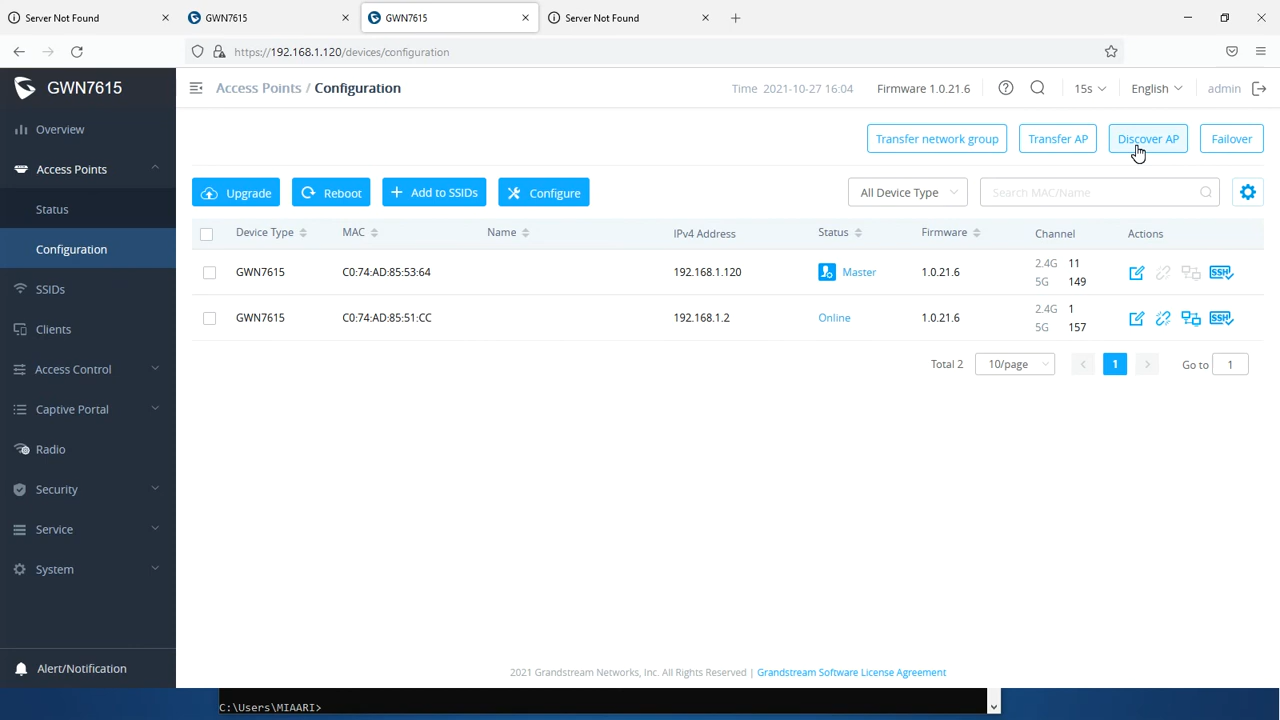 Server Not Found
GWN7615
GWN7615
Server Not Found
https://192.168.1.120/devices/configuration
GWN7615
Access Points / Configuration
Time 2021-10-27 16:04
Firmware 1.0.21.6
15s
English
admin
Overview
Access Points
Status
Configuration
SSIDs
Clients
Access Control
Captive Portal
Radio
Security
Service
System
Alert/Notification
Transfer network group
Transfer AP
Discover AP
Failover
Upgrade
Reboot
Add to SSIDs
Configure
All Device Type
Search MAC/Name
Device Type MAC Name IPv4 Address Status Firmware Channel Actions
GWN7615 C0:74:AD:85:53:64 192.168.1.120 Master 1.0.21.6 2.4G 11 SSH
5G 149
GWN7615 C0:74:AD:85:51:CC 192.168.1.2 Online 1.0.21.6 2.4G 1 SSH
5G 157
Total 2 10/page 1 Go to 1
2021 Grandstream Networks, Inc. All Rights Reserved | Grandstream Software License Agreement
C:\Users\MIAARI>